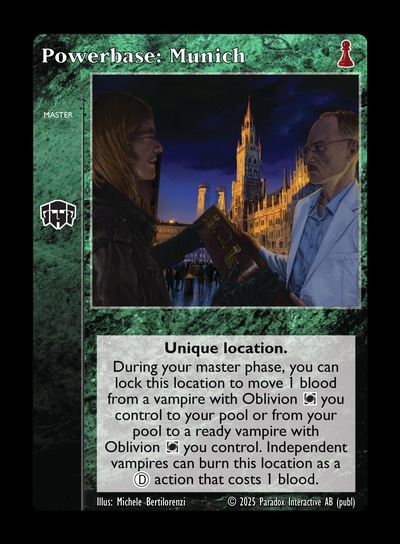 Powerbase: Munich
MASTER
Unique location.
During your master phase, you can
lock this location to move 1 blood
from a vampire with Oblivion you
control to your pool or from your
pool to a ready vampire with
Oblivion you control. Independent
vampires can burn this location as a
D action that costs 1 blood.
Illus: Michele Bertilorenzi © 2025 Paradox Interactive AB (publ)